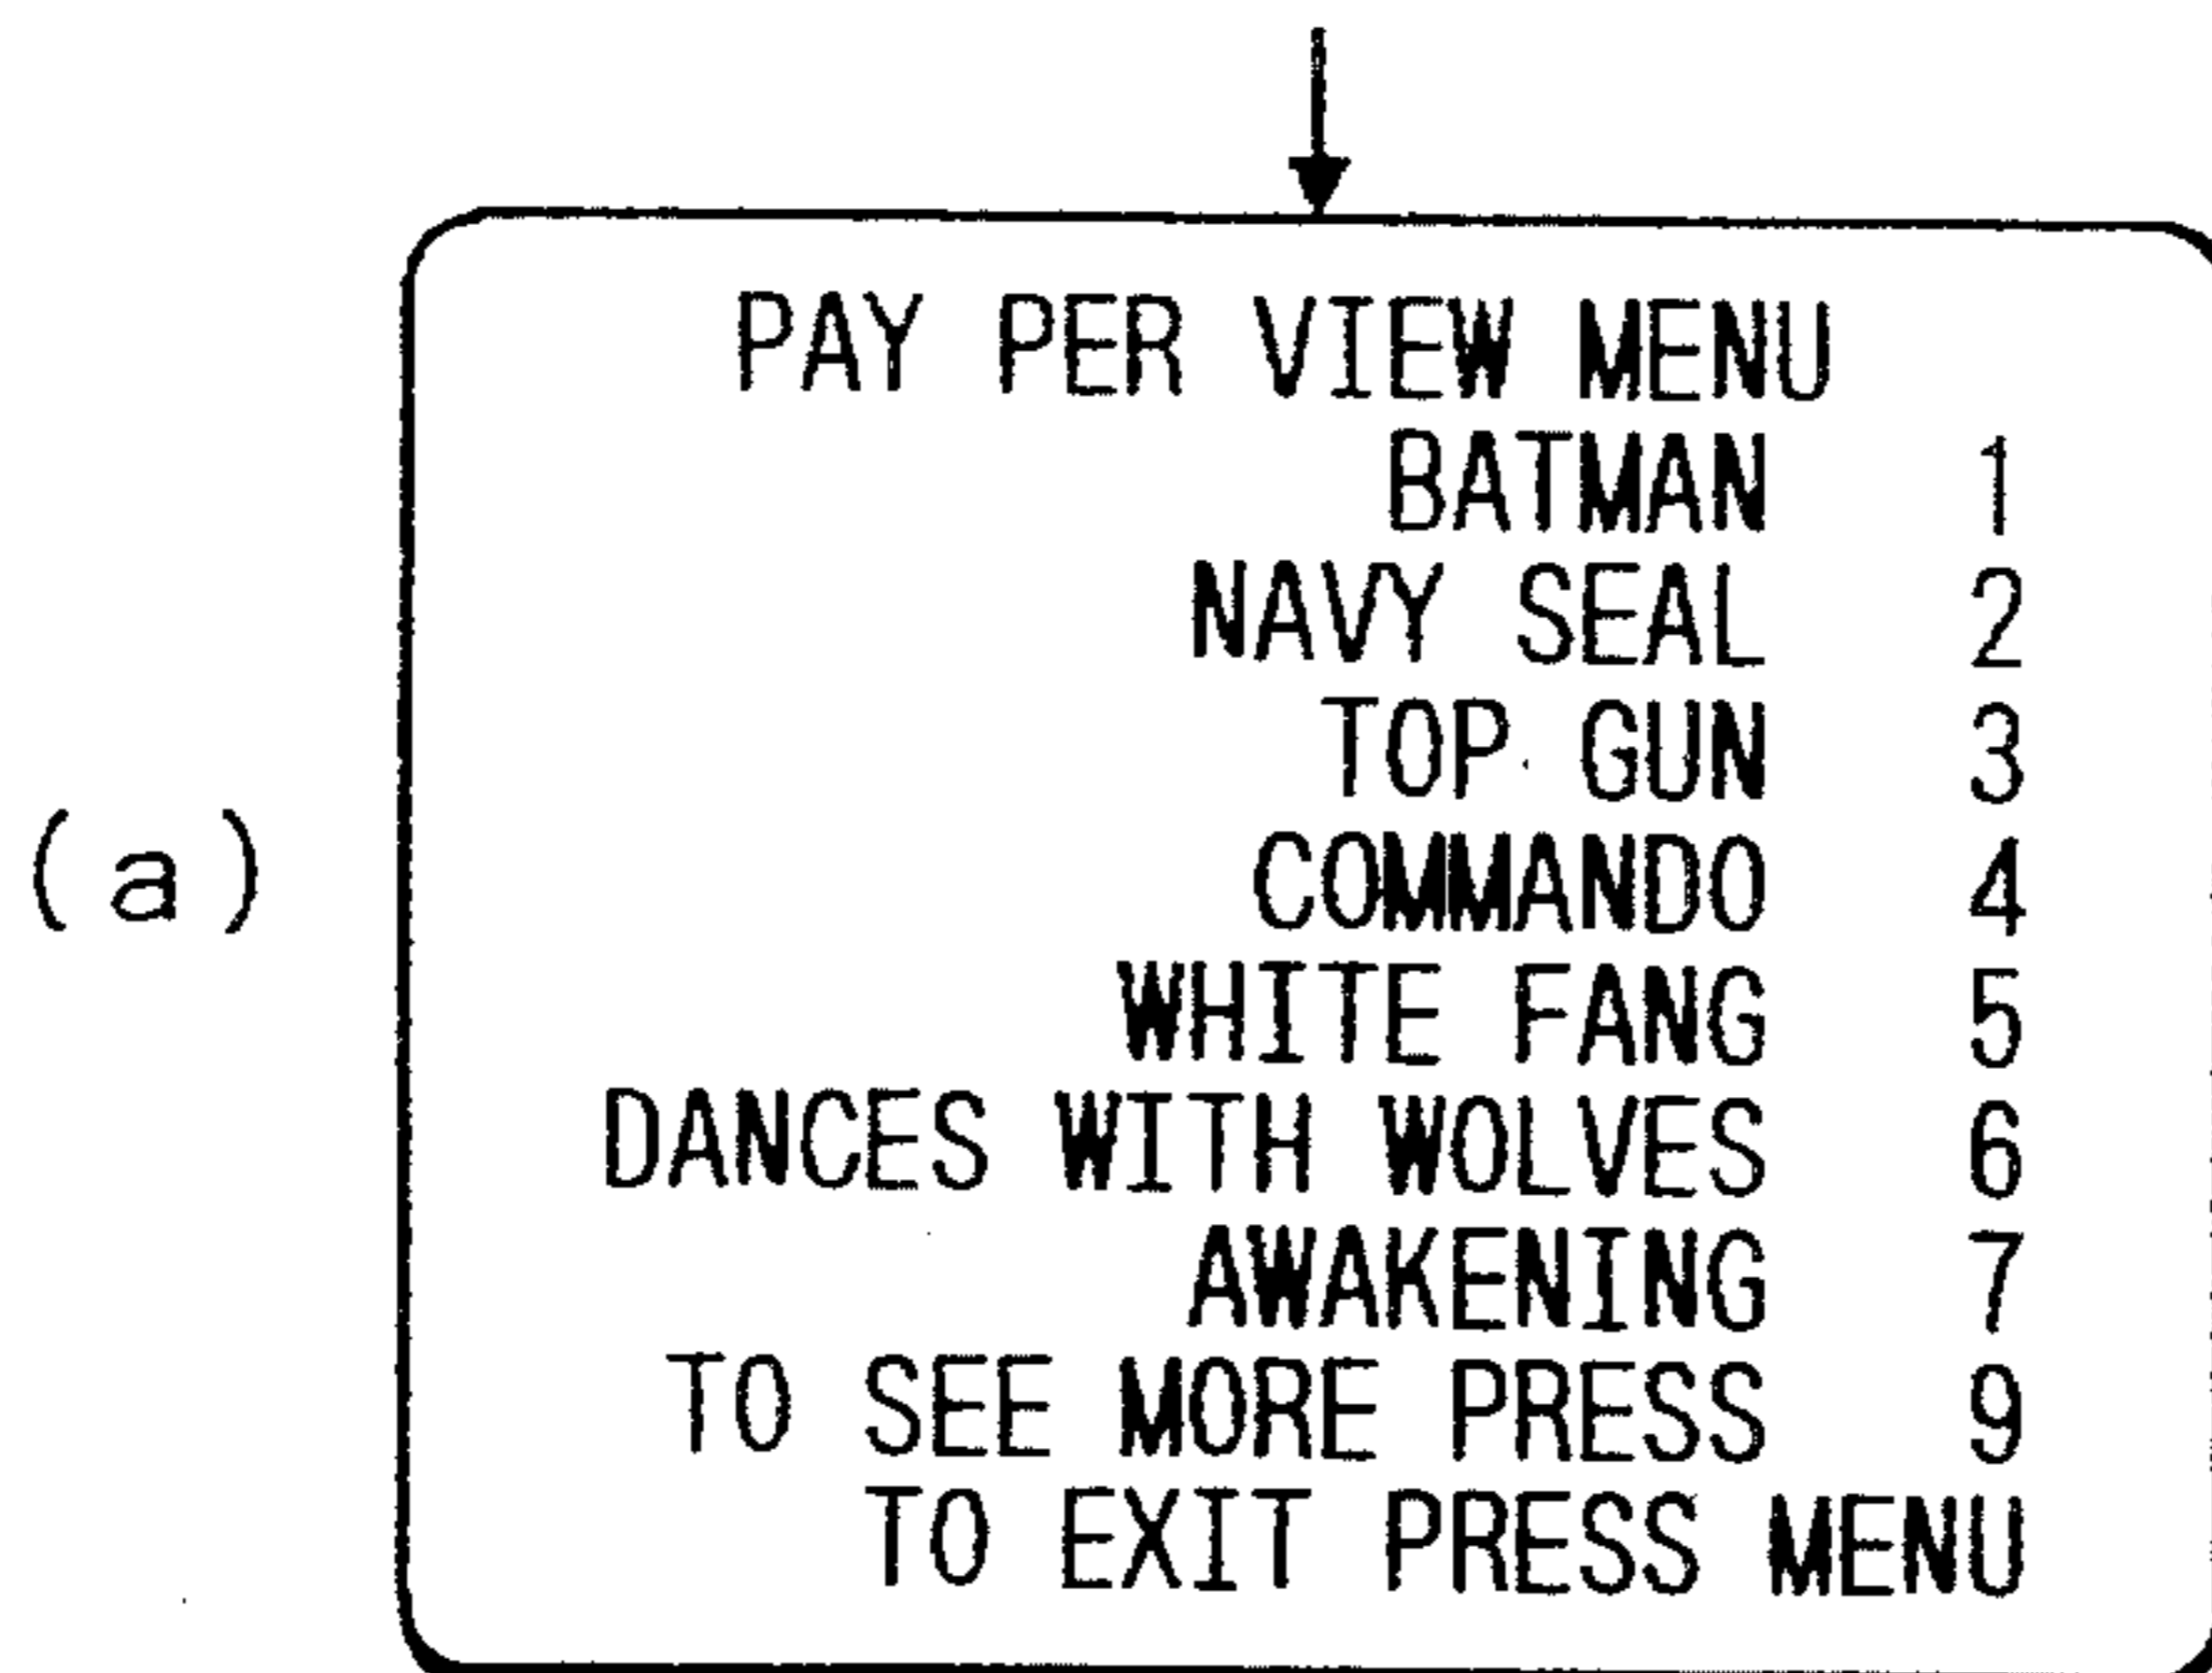 PAY PER VIEW MENU
BATMAN 1
NAVY SEAL 2
TOP GUN 3
(a)
COMMANDO 4
WHITE FANG 5
DANCES WITH WOLVES 6
AWAKENING 7
TO SEE MORE PRESS 9
TO EXIT PRESS MENU